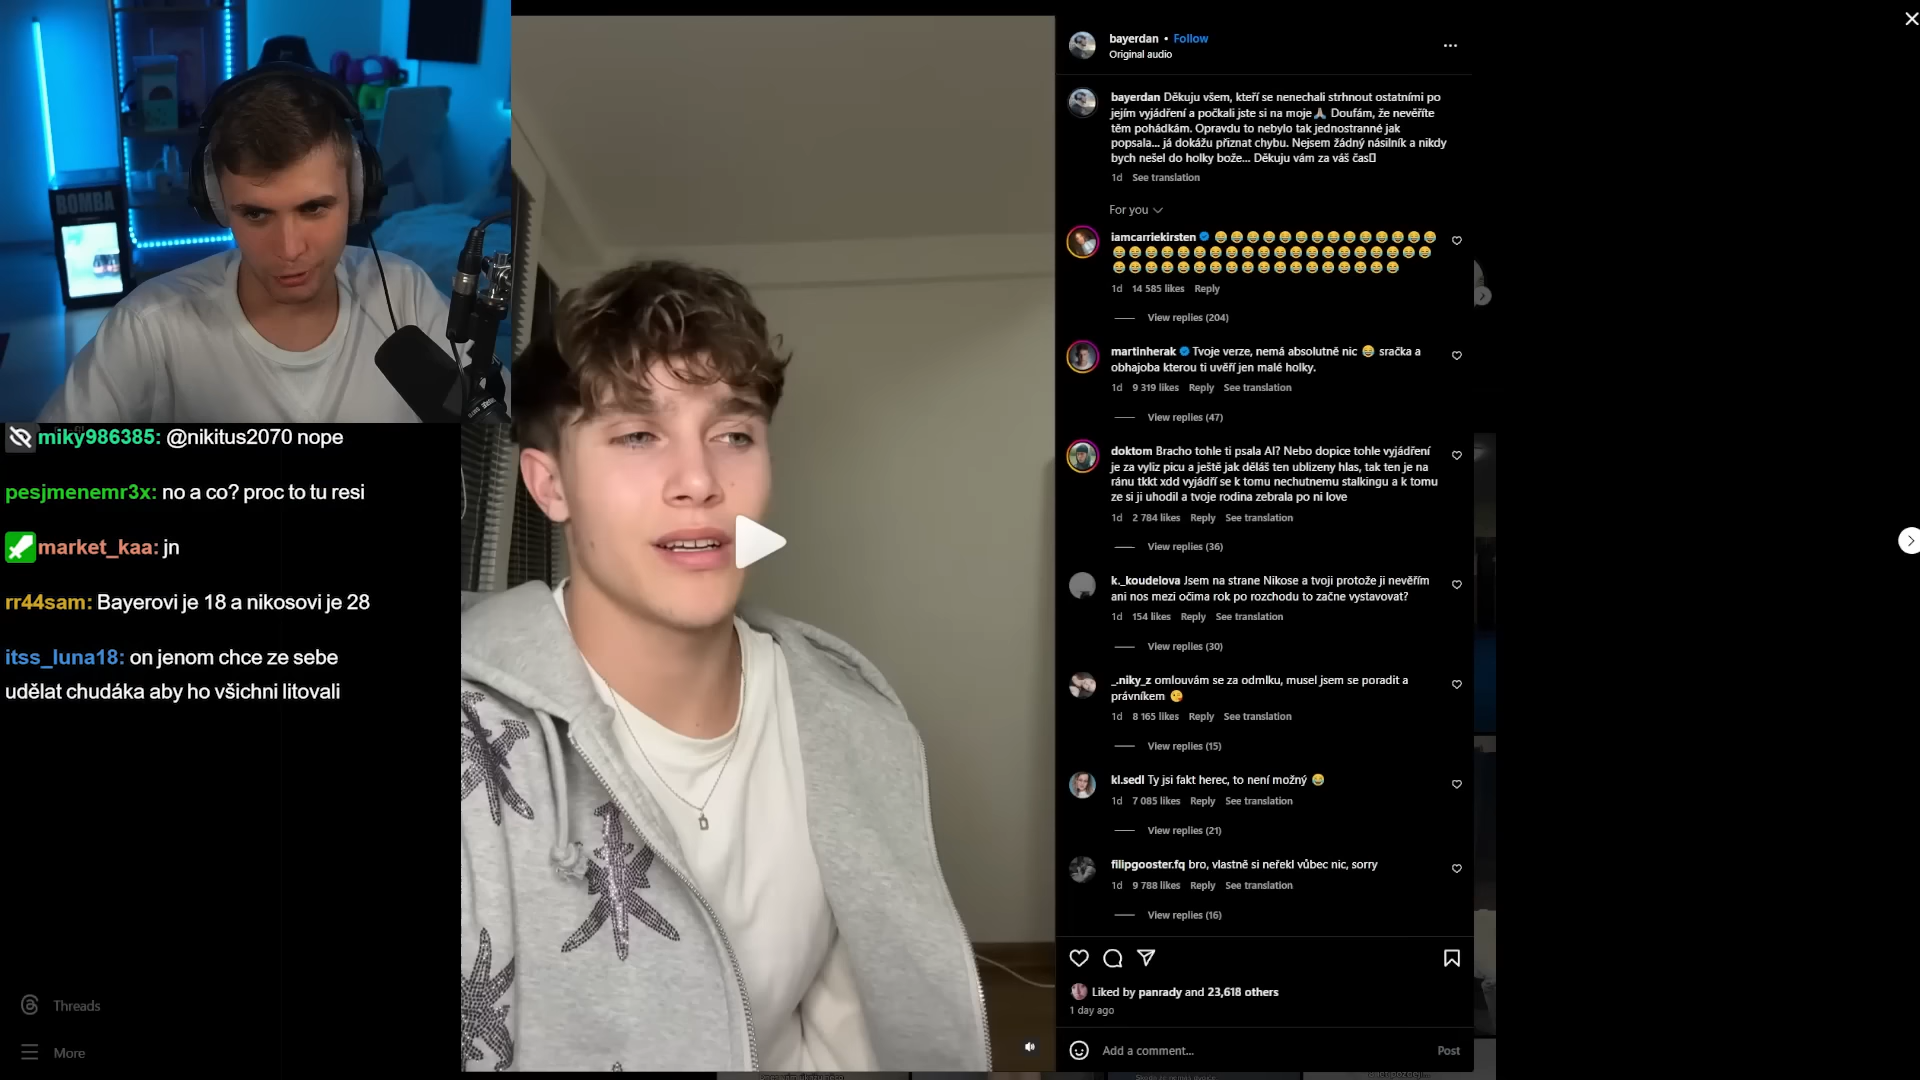 BOMBA
miky986385: @nikitus2070 nope
pesjmenemr3x: no a co? proc to tu resi
market_kaa: jn
rr44sam: Bayerovi je 18 a nikosovi je 28
itss_luna18: on jenom chce ze sebe
udělat chudáka aby ho všichni litovali
Threads
More
bayerdan • Follow
Original audio
bayerdan Děkuju všem, kteří se nenechali strhnout ostatními po
jejím vyjádření a počkali jste si na moje🙏🏼 Doufám, že nevěříte
těm pohádkám. Opravdu to nebylo tak jednostranné jak
popsala... já dokážu přiznat chybu. Nejsem žádný násilník a nikdy
bych nešel do holky bože... Děkuju vám za váš čas
1d See translation
For you
iamcarriekirsten 😂😂😂😂😂😂😂😂😂😂😂😂😂😂
😂😂😂😂😂😂😂😂😂😂😂😂😂😂😂😂😂😂😂😂
😂😂😂😂😂😂😂😂😂😂😂😂😂😂😂😂😂😂
1d 14 585 likes Reply
View replies (204)
martinherak Tvoje verze, nemá absolutně nic 😂 sračka a
obhajoba kterou ti uvěří jen malé holky.
1d 9 319 likes Reply See translation
View replies (47)
doktom Bracho tohle ti psala AI? Nebo dopice tohle vyjádření
je za vyliz picu a ještě jak děláš ten ublizeny hlas, tak ten je na
ránu tkkt xdd vyjádří se k tomu nechutnemu stalkingu a k tomu
ze si ji uhodil a tvoje rodina zebrala po ni love
1d 2 784 likes Reply See translation
View replies (36)
k._koudelova Jsem na strane Nikose a tvoji protože ji nevěřím
ani nos mezi očima rok po rozchodu to začne vystavovat?
1d 154 likes Reply See translation
View replies (30)
_.niky_z omlouvám se za odmlku, musel jsem se poradit a
právníkem 😘
1d 8 165 likes Reply See translation
View replies (15)
kl.sedl Ty jsi fakt herec, to není možný 😂
1d 7 085 likes Reply See translation
View replies (21)
filipgooster.fq bro, vlastně si neřekl vůbec nic, sorry
1d 9 788 likes Reply See translation
View replies (16)
Liked by panrady and 23,618 others
1 day ago
Add a comment... Post